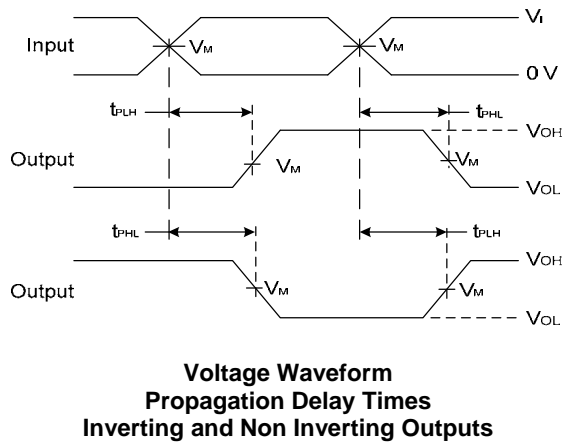 Input
VM
VM
VI
0 V
tPLH
tPHL
Output
VM
VM
VOH
VOL
tPHL
tPLH
Output
VM
VM
VOH
VOL
Voltage Waveform
Propagation Delay Times
Inverting and Non Inverting Outputs